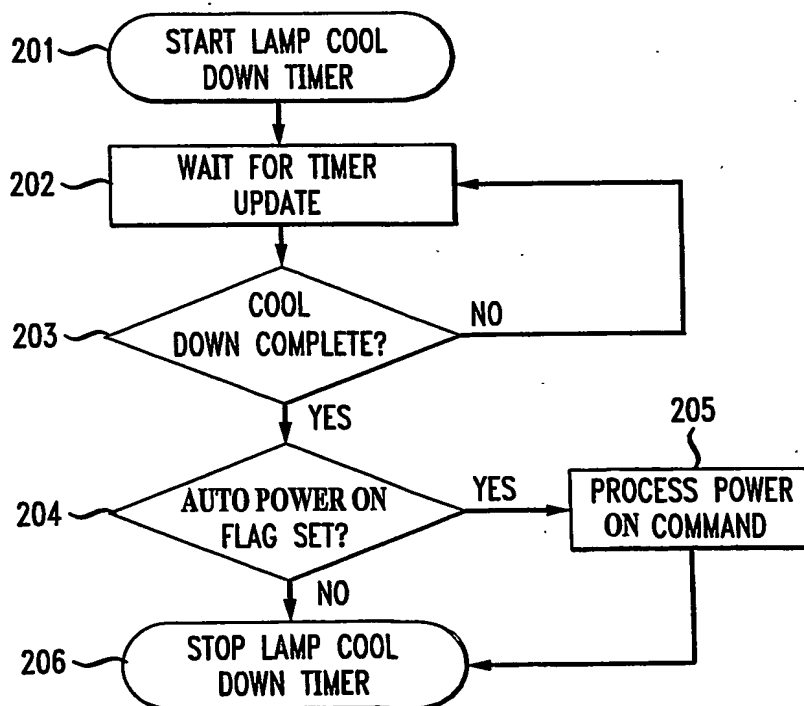 201
START LAMP COOL
DOWN TIMER
202
WAIT FOR TIMER
UPDATE
203
COOL
DOWN COMPLETE?
NO
YES
204
AUTO POWER ON
FLAG SET?
YES
205
PROCESS POWER
ON COMMAND
NO
206
STOP LAMP COOL
DOWN TIMER